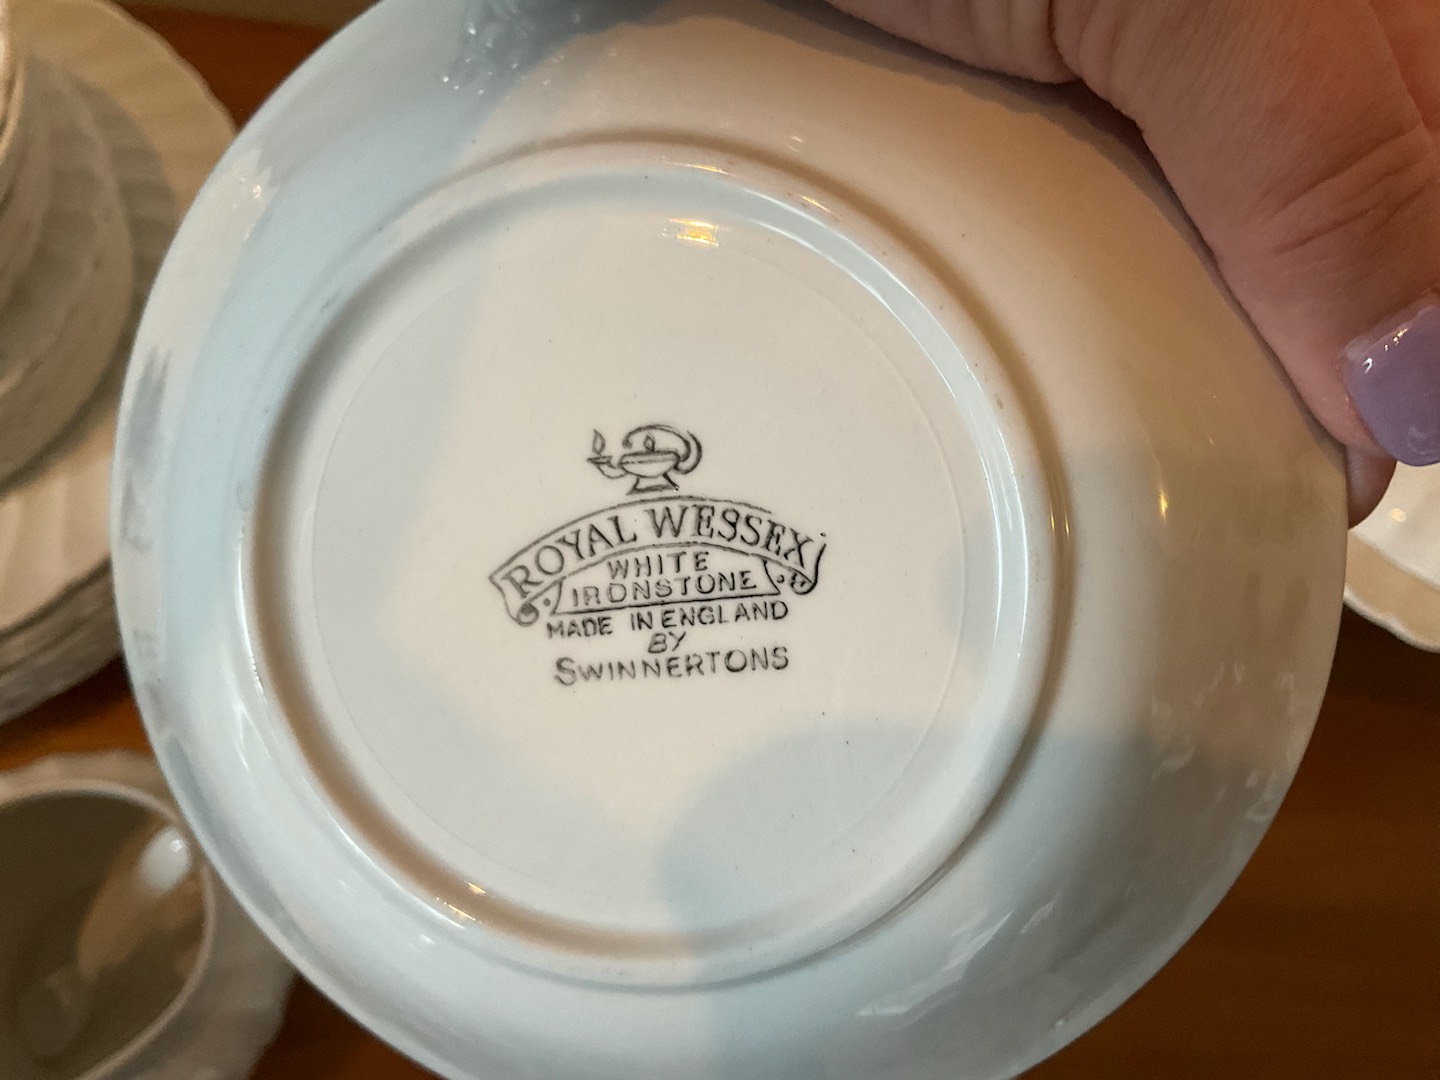 ROYAL WESSEX
WHITE
IRONSTONE
MADE IN ENGLAND
BY
SWINNERTONS